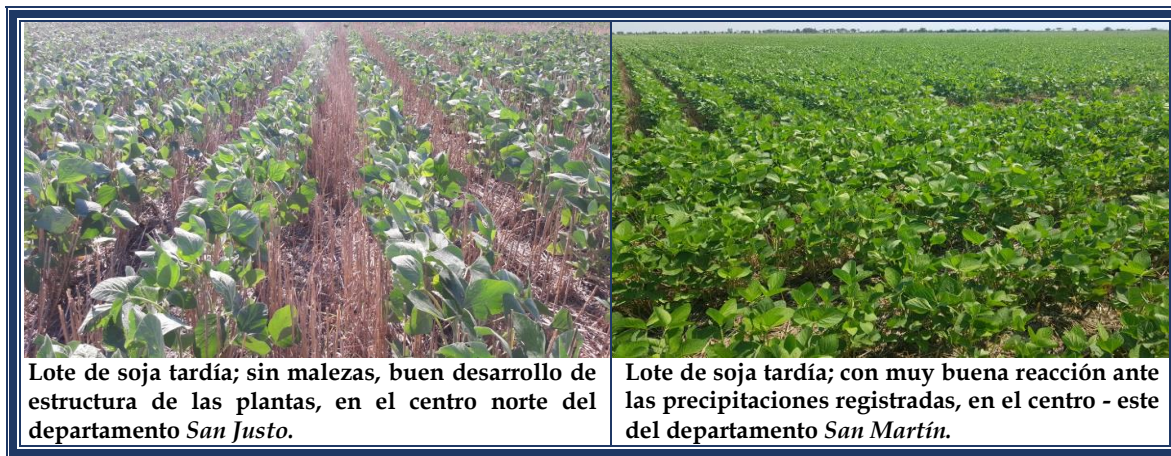 Lote de soja tardía; sin malezas, buen desarrollo de
estructura de las plantas, en el centro norte del
departamento San Justo.
Lote de soja tardía; con muy buena reacción ante
las precipitaciones registradas, en el centro - este
del departamento San Martín.